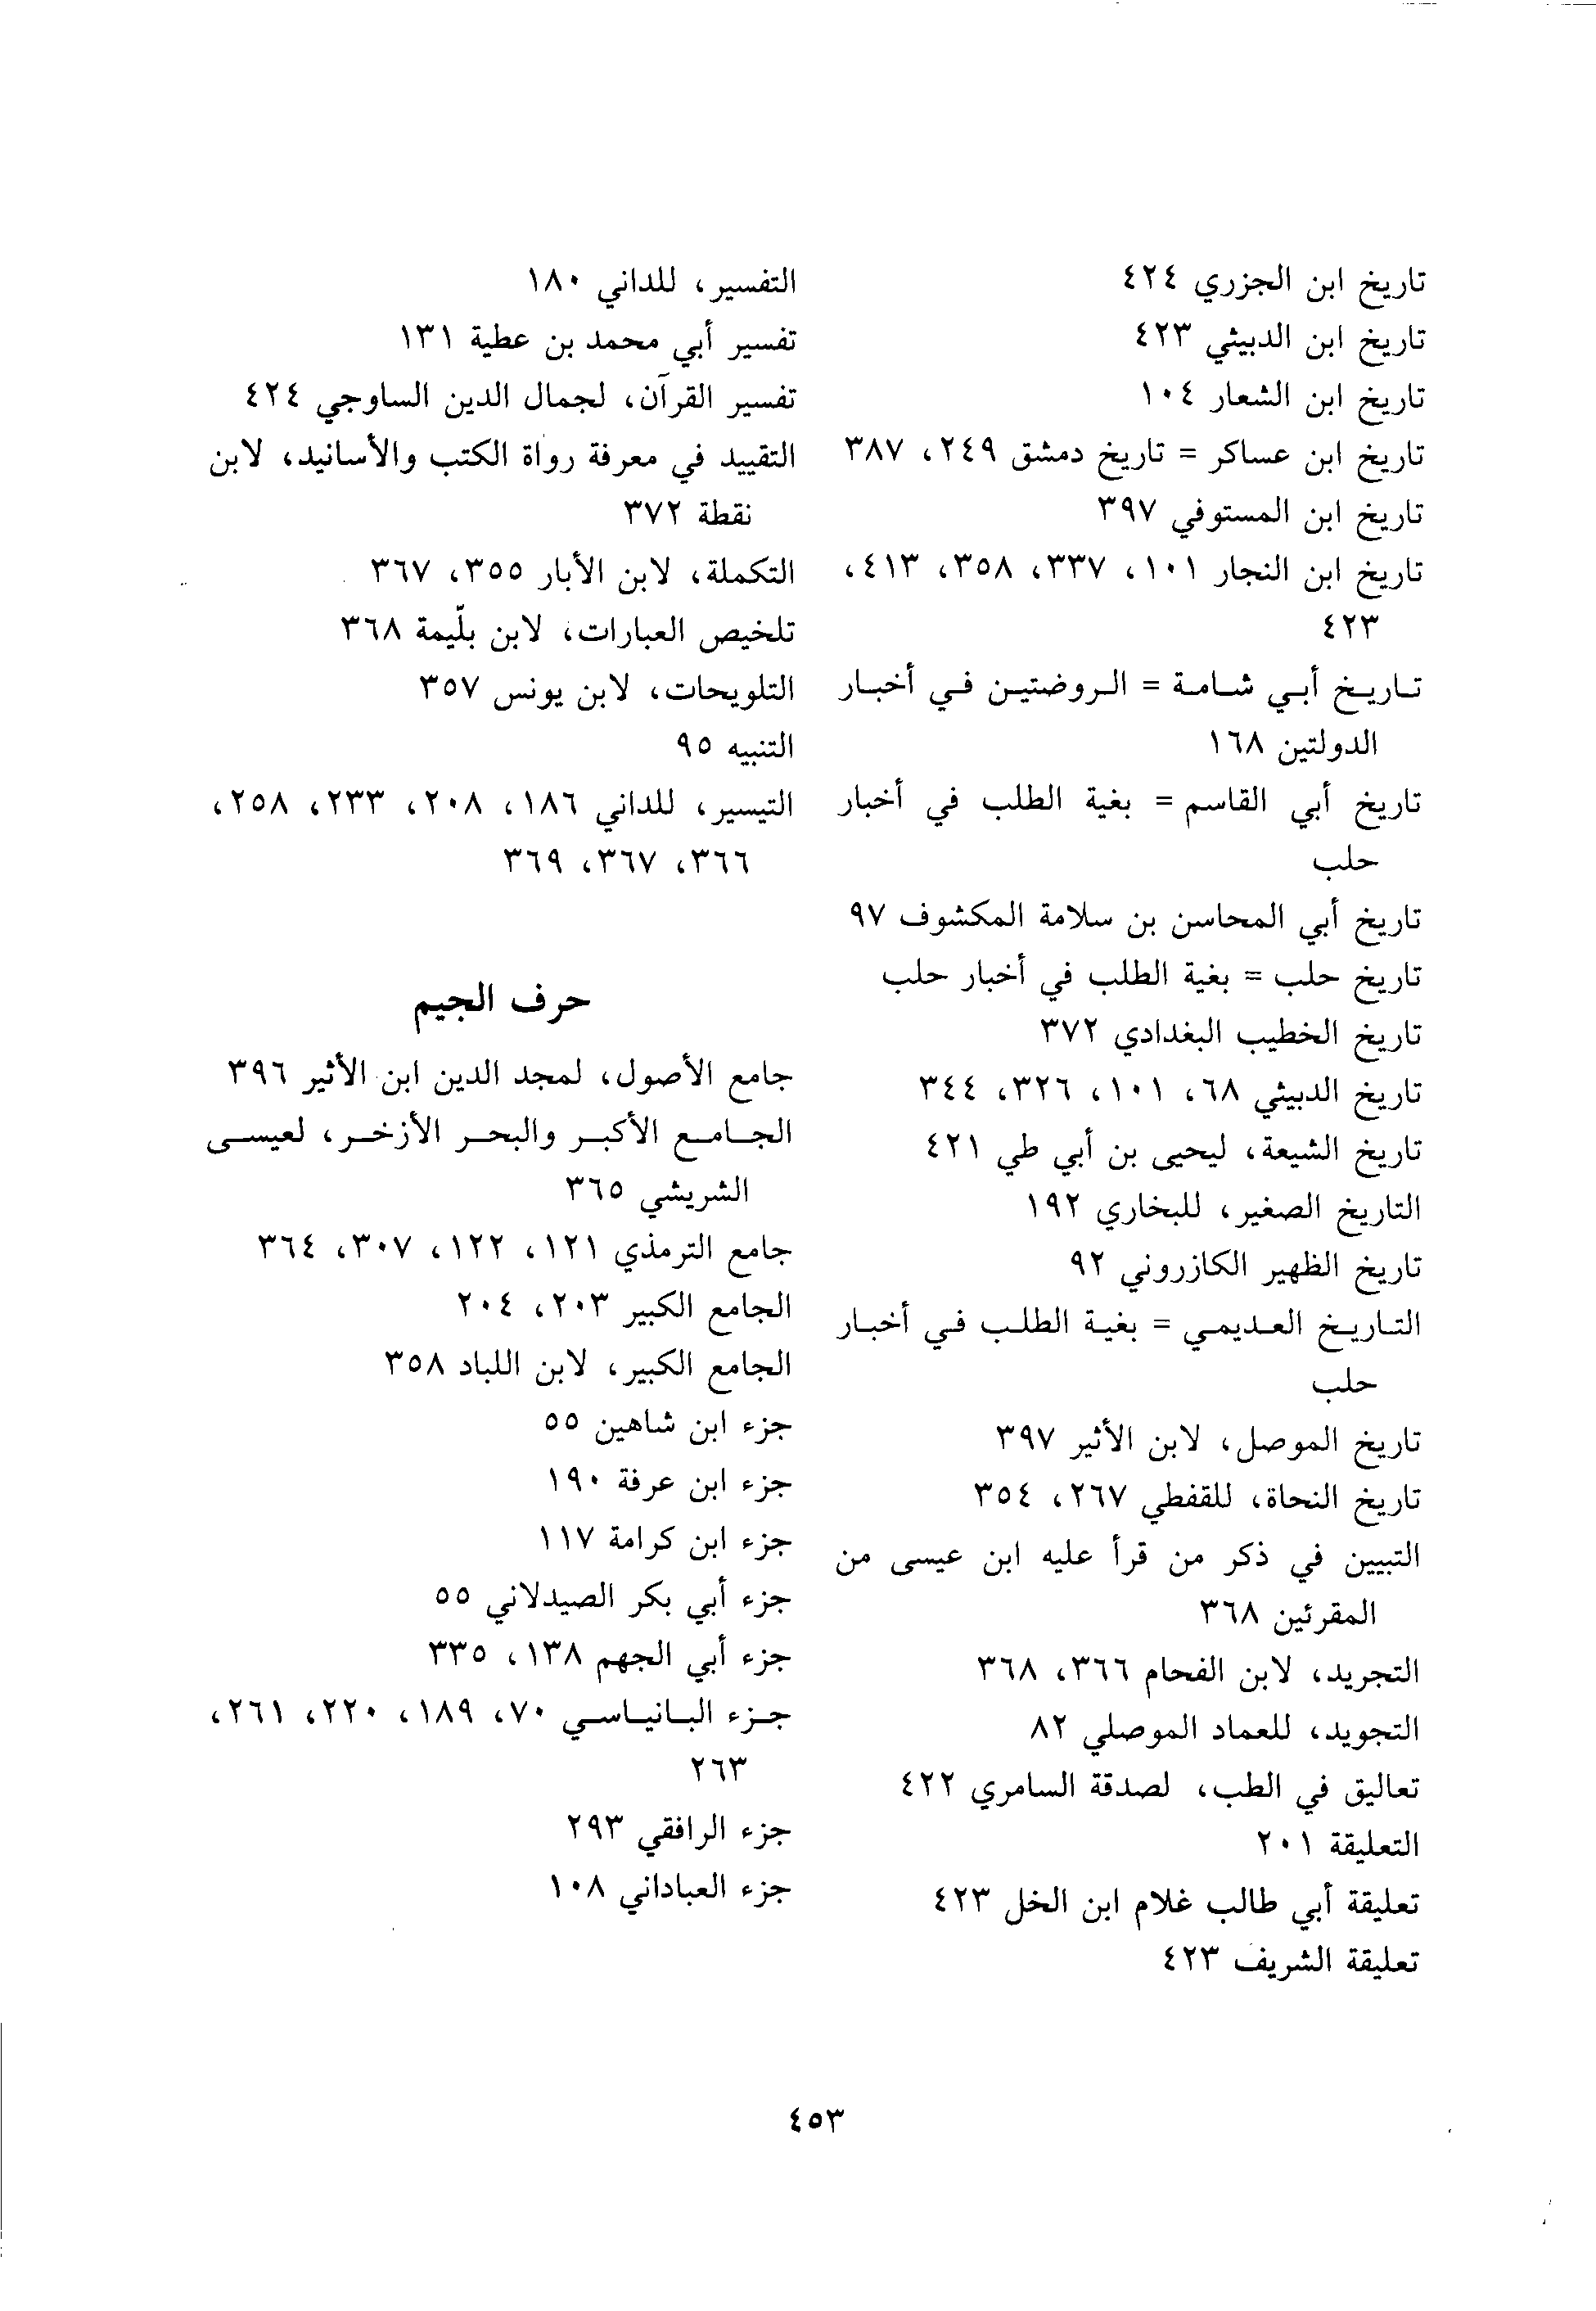 تاريخ ابن الجزري ٤٢٤
تاريخ ابن الدبيثي ٤٢٣
تاريخ ابن الشعار ١٠٤
تاريخ ابن عساكر = تاريخ دمشق ٢٤٩، ٣٨٧
تاريخ ابن المستوفي ٣٩٧
تاريخ ابن النجار ١٠١، ٣٣٧، ٣٥٨، ٤١٣،
٤٢٣
تاريخ أبي شامة = الروضتين في أخبار
الدولتين ١٦٨
تاريخ أبي القاسم = بغية الطلب في أخبار
حلب
تاريخ أبي المحاسن بن سلامة المكشوف ٩٧
تاريخ حلب = بغية الطلب في أخبار حلب
تاريخ الخطيب البغدادي ٣٧٢
تاريخ الدبيثي ٦٨، ١٠١، ٣٢٦، ٣٤٤
تاريخ الشيعة، ليحيى بن أبي طي ٤٢١
التاريخ الصغير، للبخاري ١٩٢
تاريخ الظهير الكازروني ٩٢
التاريخ العديمي = بغية الطلب في أخبار
حلب
تاريخ الموصل، لابن الأثير ٣٩٧
تاريخ النحاة، للقفطي ٢٦٧، ٣٥٤
التبيين في ذكر من قرأ عليه ابن عيسى من
المقرئين ٣٦٨
التجريد، لابن الفحام ٣٦٦، ٣٦٨
التجويد، للعماد الموصلي ٨٢
تعاليق في الطب، لصدقة السامري ٤٢٢
التعليقة ٢٠١
تعليقة أبي طالب غلام ابن الخل ٤٢٣
تعليقة الشريف ٤٢٣
التفسير، للداني ١٨٠
تفسير أبي محمد بن عطية ١٣١
تفسير القرآن، لجمال الدين الساوجي ٤٢٤
التقييد في معرفة رواة الكتب والأسانيد، لابن
نقطة ٣٧٢
التكملة، لابن الأبار ٣٥٥، ٣٦٧
تلخيص العبارات، لابن بلّيمة ٣٦٨
التلويحات، لابن يونس ٣٥٧
التنبيه ٩٥
التيسير، للداني ١٨٦، ٢٠٨، ٢٣٣، ٢٥٨،
٣٦٦، ٣٦٧، ٣٦٩
حرف الجيم
جامع الأصول، لمجد الدين ابن الأثير ٣٩٦
الجامع الأكبر والبحر الأزخر، لعيسى
الشريشي ٣٦٥
جامع الترمذي ١٢١، ١٢٢، ٣٠٧، ٣٦٤
الجامع الكبير ٢٠٣، ٢٠٤
الجامع الكبير، لابن اللباد ٣٥٨
جزء ابن شاهين ٥٥
جزء ابن عرفة ١٩٠
جزء ابن كرامة ١١٧
جزء أبي بكر الصيدلاني ٥٥
جزء أبي الجهم ١٣٨، ٣٣٥
جزء البانياسي ٧٠، ١٨٩، ٢٢٠، ٢٦١،
٢٦٣
جزء الرافقي ٢٩٣
جزء العباداني ١٠٨
٤٥٣